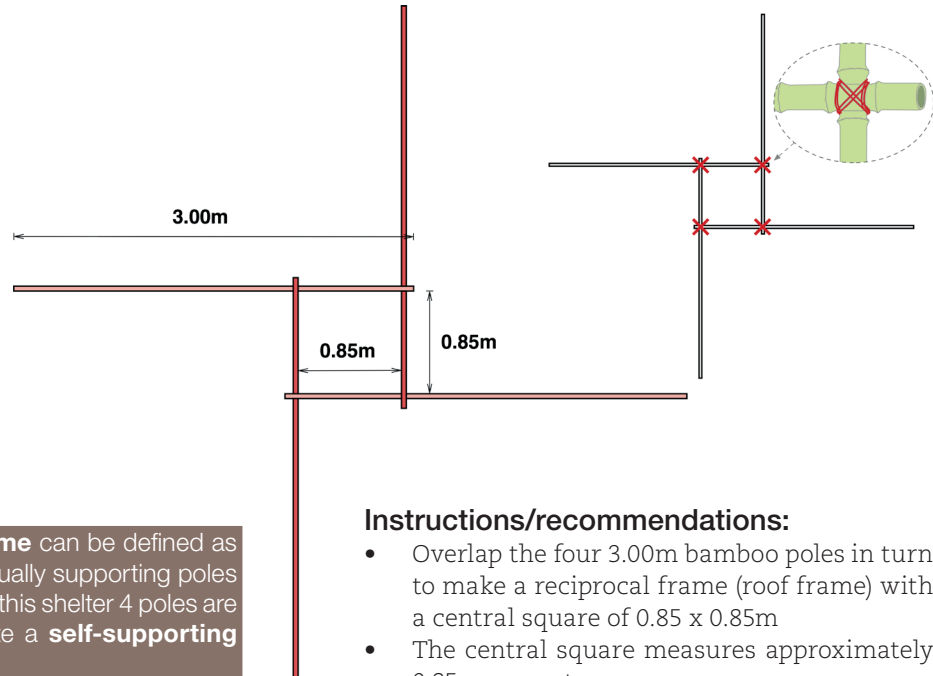 3.00m
0.85m
0.85m
me can be defined as
ually supporting poles
this shelter 4 poles are
e a self-supporting
Instructions/recommendations:
• Overlap the four 3.00m bamboo poles in turn
to make a reciprocal frame (roof frame) with
a central square of 0.85 x 0.85m
• The central square measures approximately